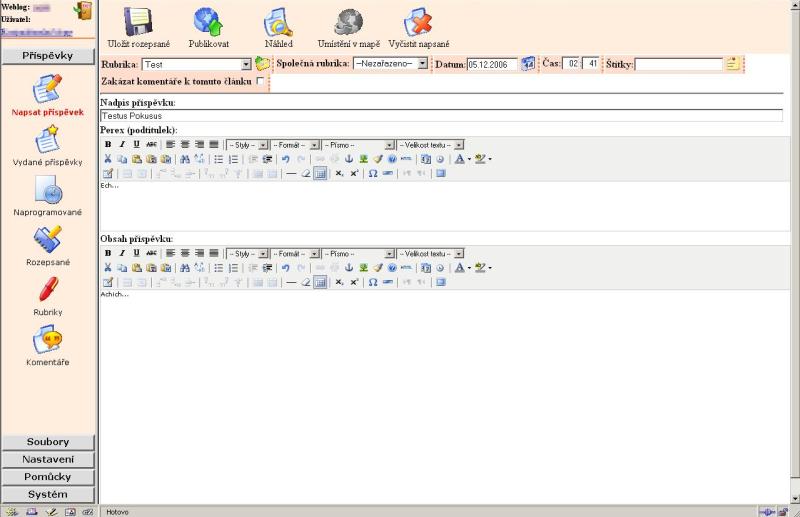 Weblog:
Uživatel:
Příspěvky
Napsat příspěvek
Vydané příspěvky
Naprogramované
Rozepsané
Rubriky
Komentáře
Soubory
Nastavení
Pomůcky
Systém
Uložit rozepsané Publikovat Náhled Umístění v mapě Vyčistit napsané
Rubrika: Test Společná rubrika: --Nezařazeno-- Datum: 05.12.2006 Čas: 02 : 41 Štítky:
Zakázat komentáře k tomuto článku
Nadpis příspěvku:
Testus Pokusus
Perex (podtitulek):
B I U ABC -- Styly -- -- Formát -- -- Písmo -- -- Velikost textu --
HTML
Ech...
Obsah příspěvku:
B I U ABC -- Styly -- -- Formát -- -- Písmo -- -- Velikost textu --
HTML
Achich...
Hotovo